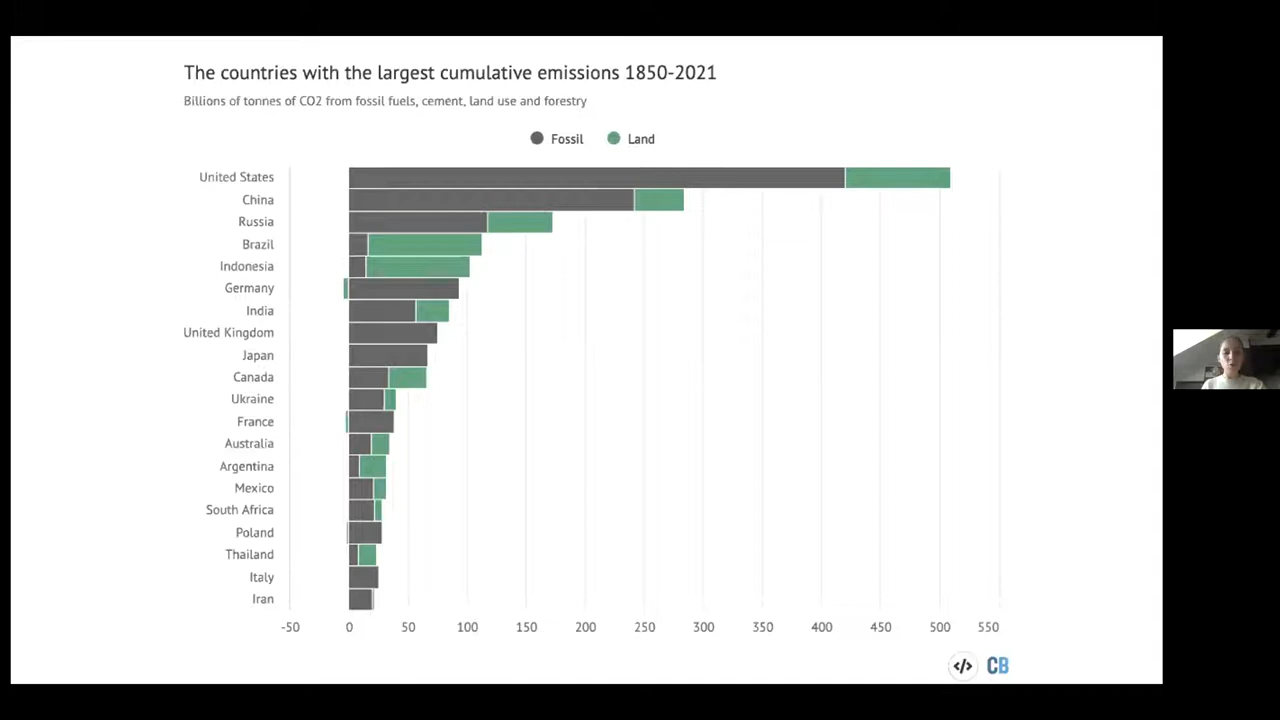 The countries with the largest cumulative emissions 1850-2021
Billions of tonnes of CO2 from fossil fuels, cement, land use and forestry
Fossil Land
United States
China
Russia
Brazil
Indonesia
Germany
India
United Kingdom
Japan
Canada
Ukraine
France
Australia
Argentina
Mexico
South Africa
Poland
Thailand
Italy
Iran
-50 0 50 100 150 200 250 300 350 400 450 500 550
</> CB